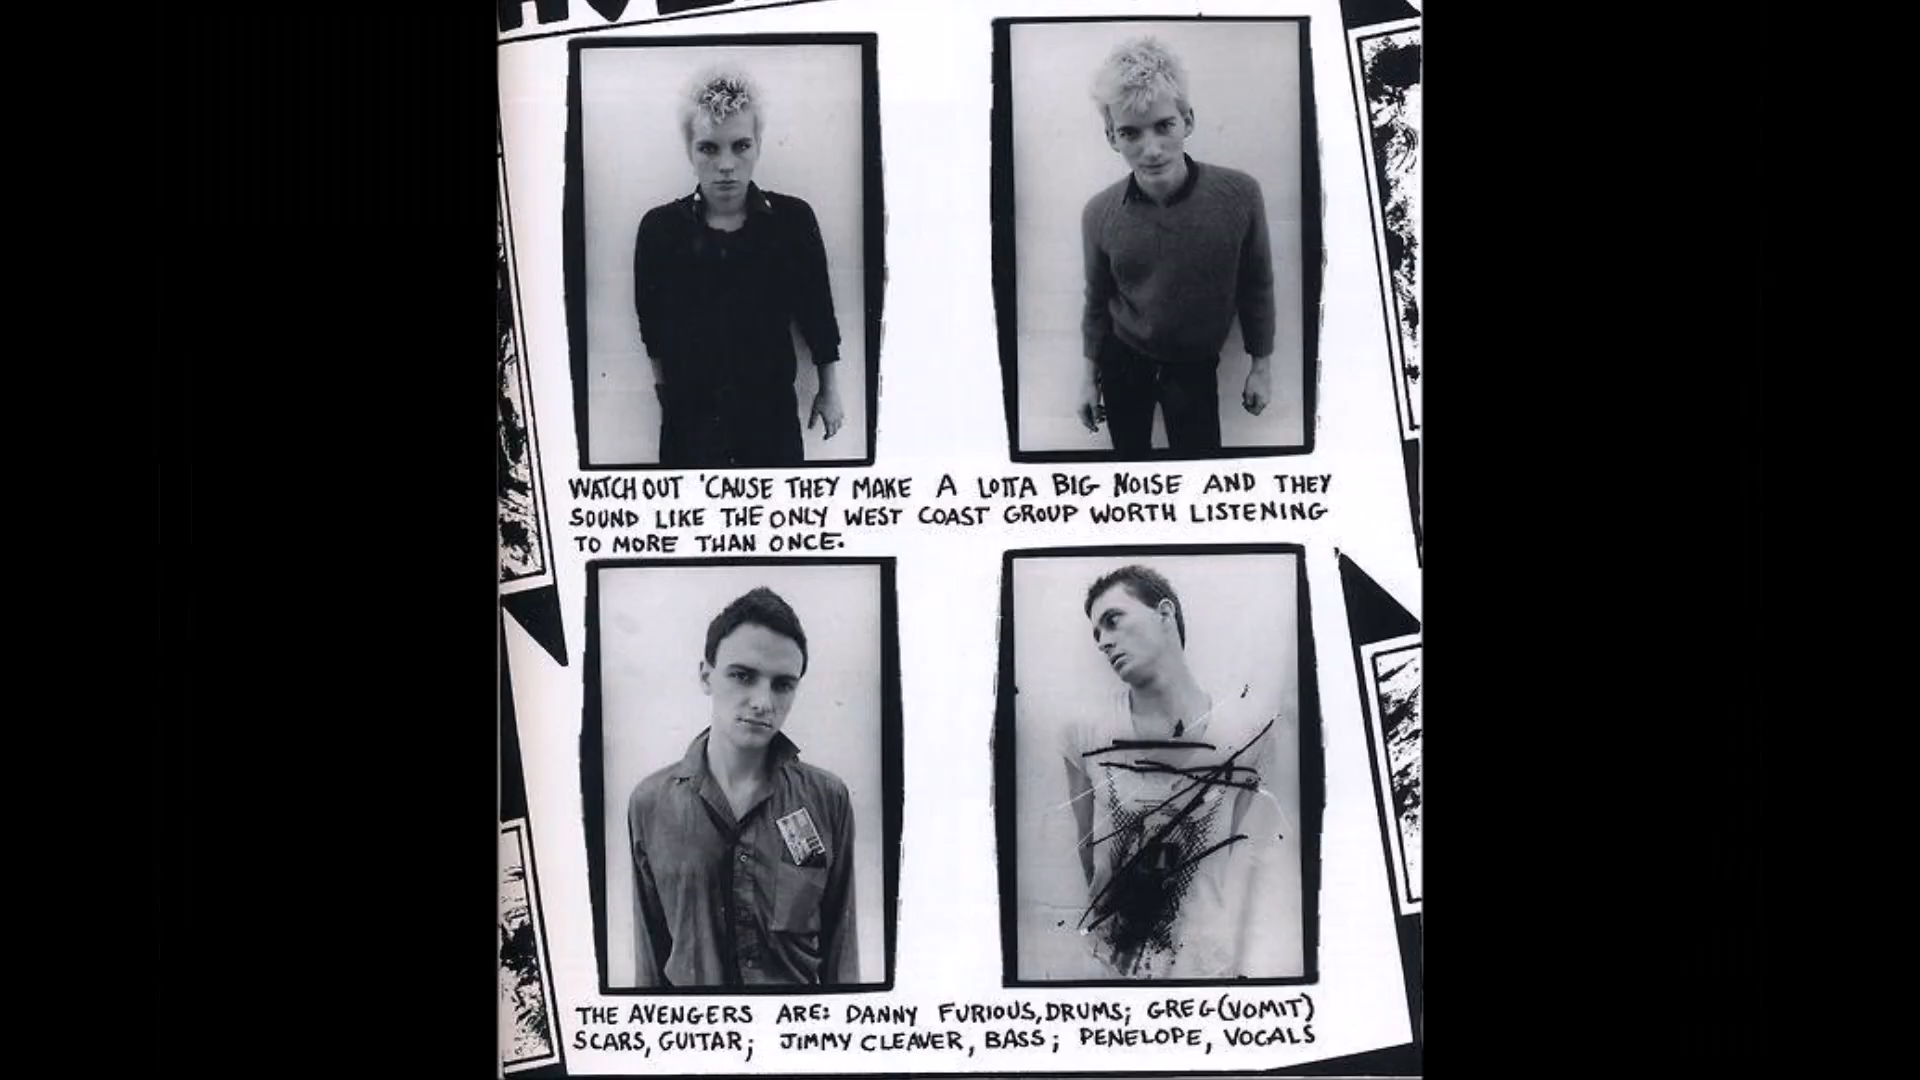 WATCH OUT 'CAUSE THEY MAKE A LOTTA BIG NOISE AND THEY
SOUND LIKE THE ONLY WEST COAST GROUP WORTH LISTENING
TO MORE THAN ONCE.
THE AVENGERS ARE: DANNY FURIOUS, DRUMS; GREG (VOMIT)
SCARS, GUITAR; JIMMY CLEAVER, BASS; PENELOPE, VOCALS